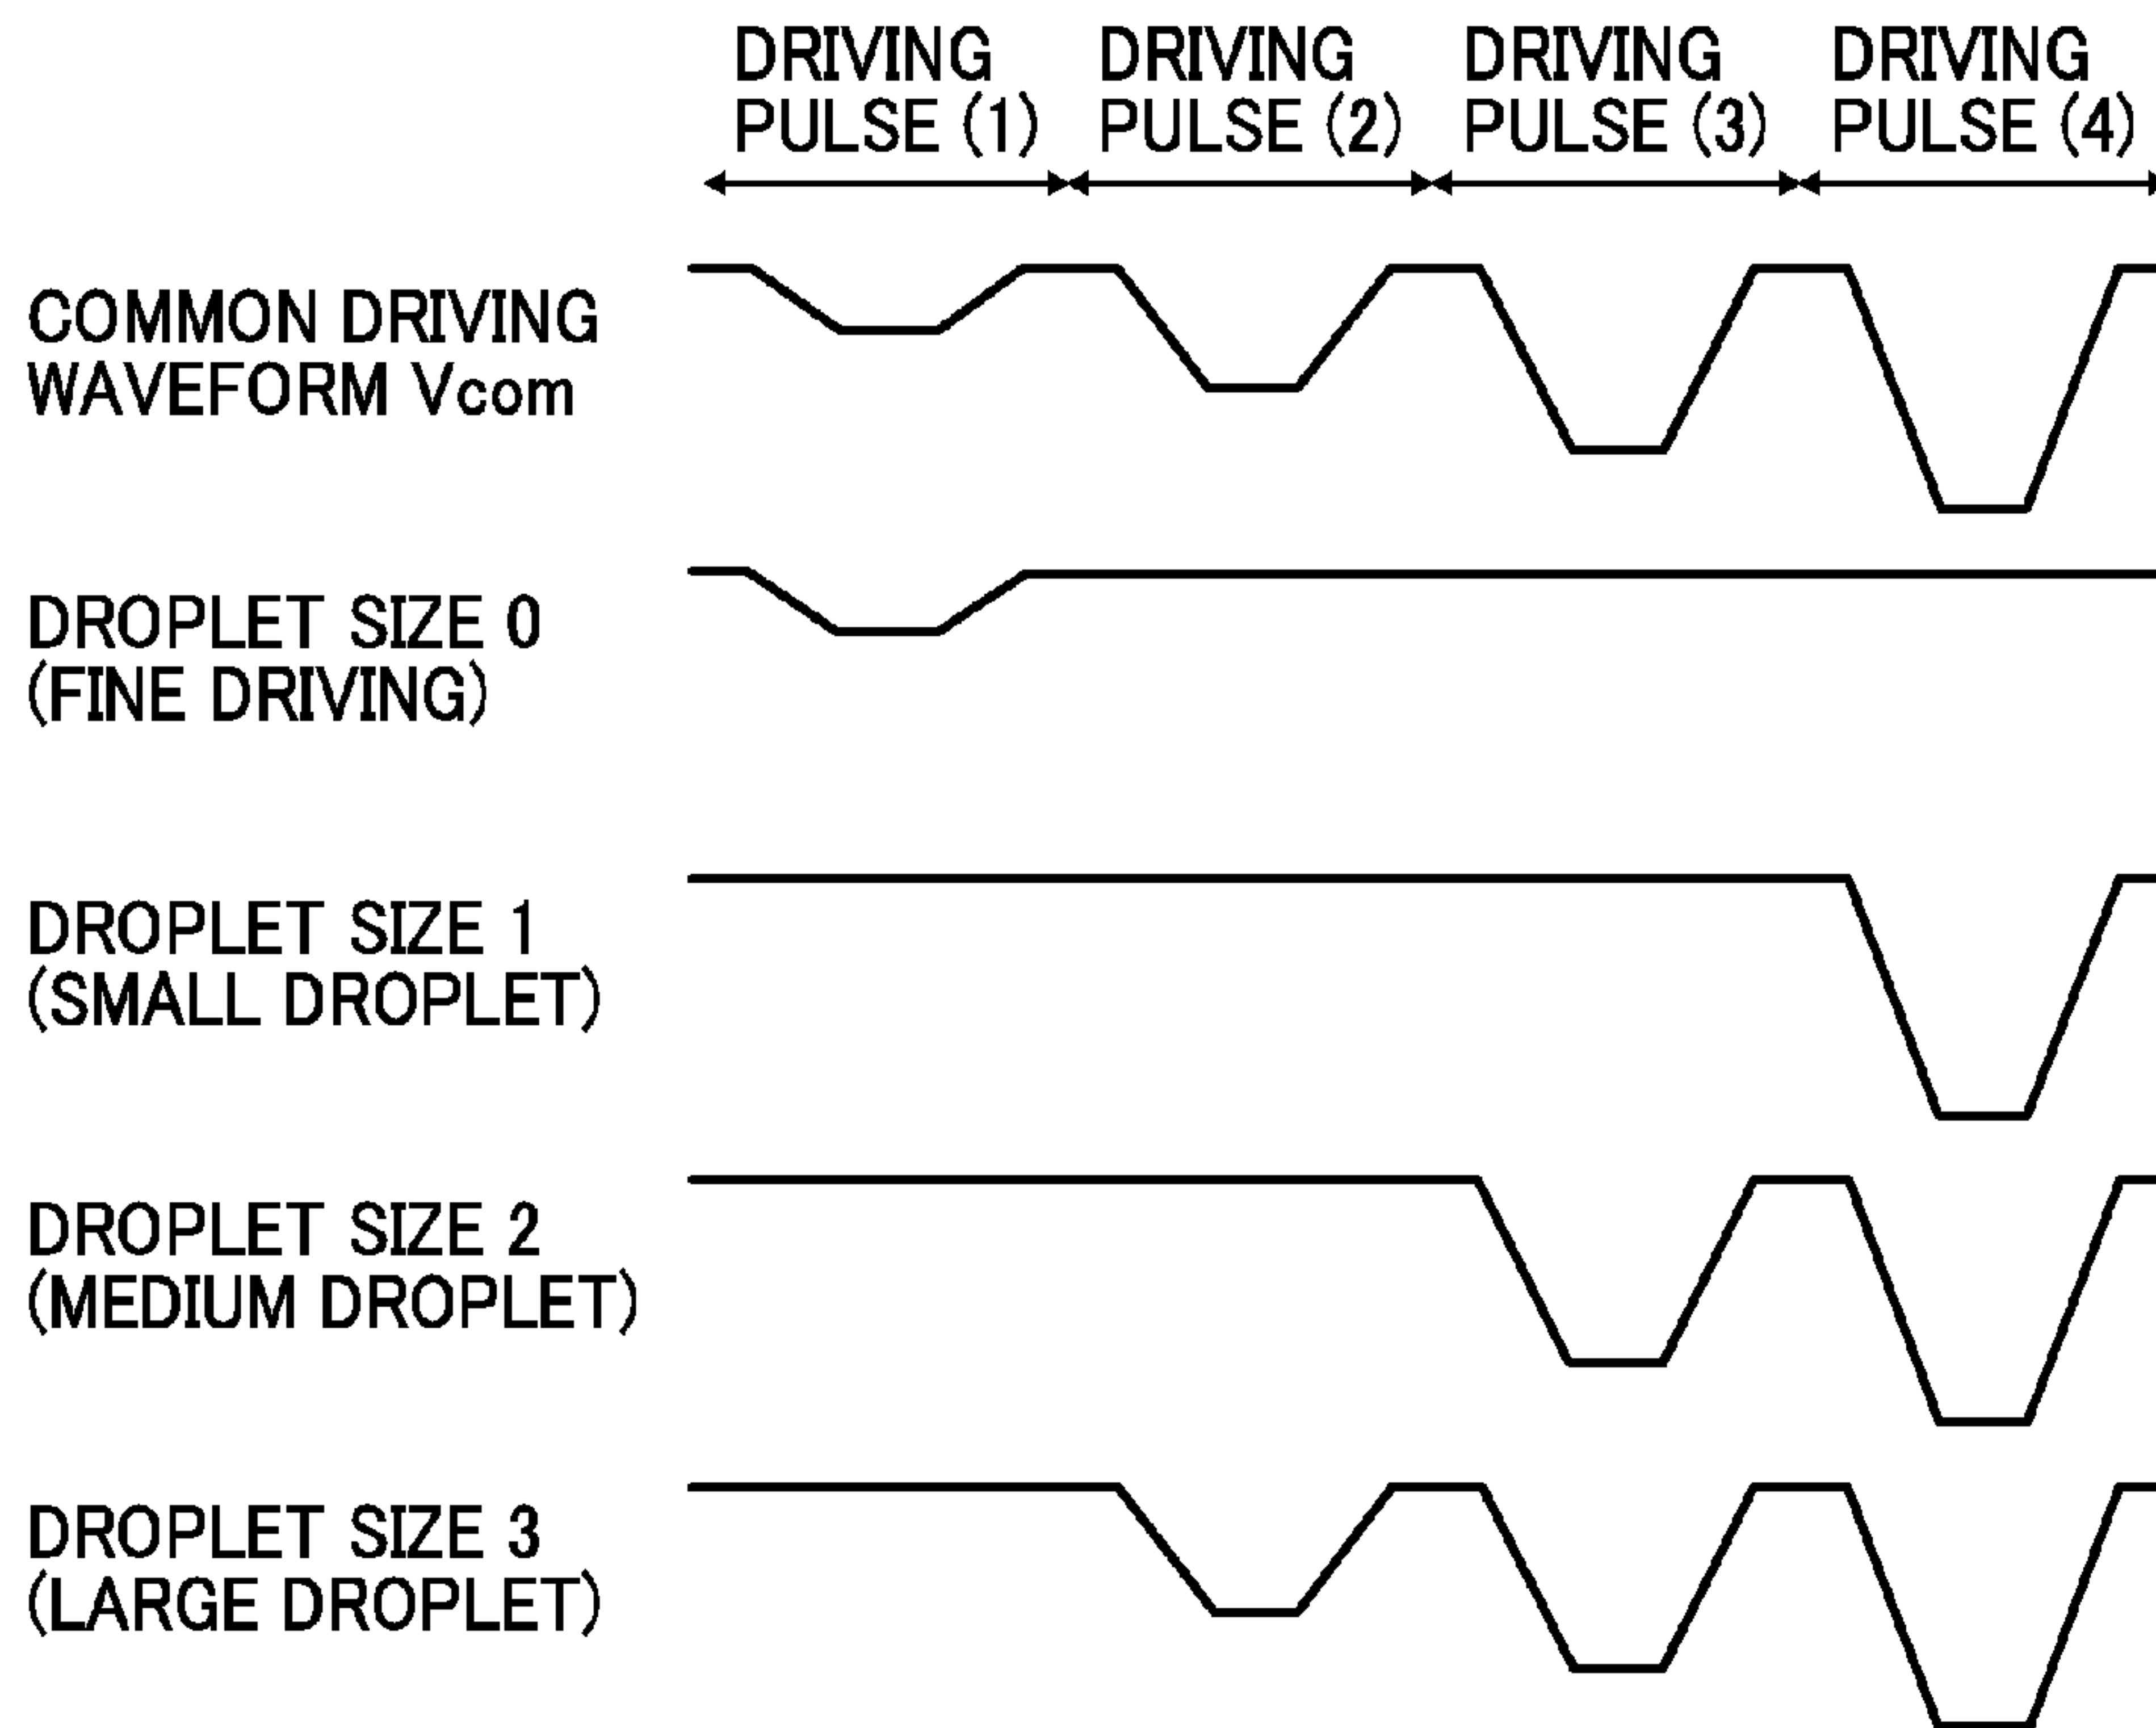 DRIVING
PULSE (1)
DRIVING
PULSE (2)
DRIVING
PULSE (3)
DRIVING
PULSE (4)
COMMON DRIVING
WAVEFORM Vcom
DROPLET SIZE 0
(FINE DRIVING)
DROPLET SIZE 1
(SMALL DROPLET)
DROPLET SIZE 2
(MEDIUM DROPLET)
DROPLET SIZE 3
(LARGE DROPLET)